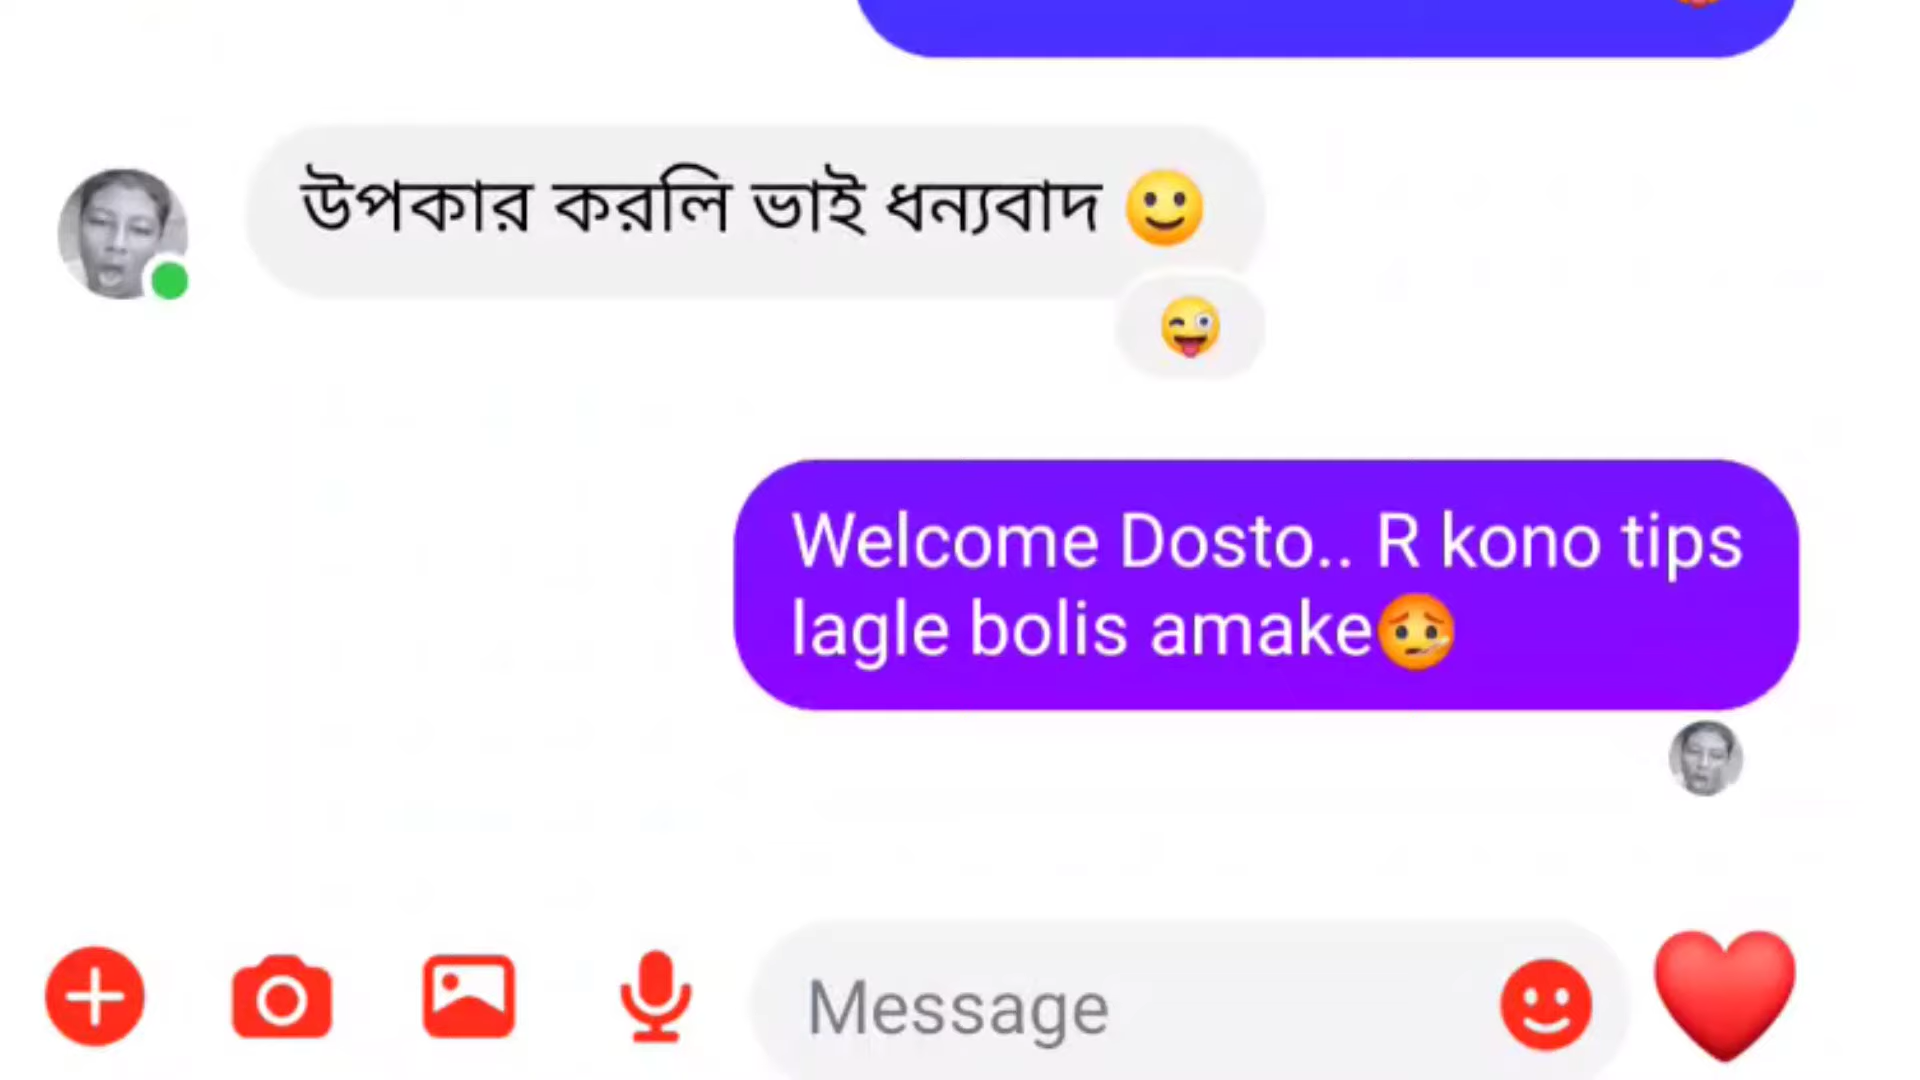 উপকার করলি ভাই ধন্যবাদ 🙂
😜
Welcome Dosto.. R kono tips
lagle bolis amake🤒
Message